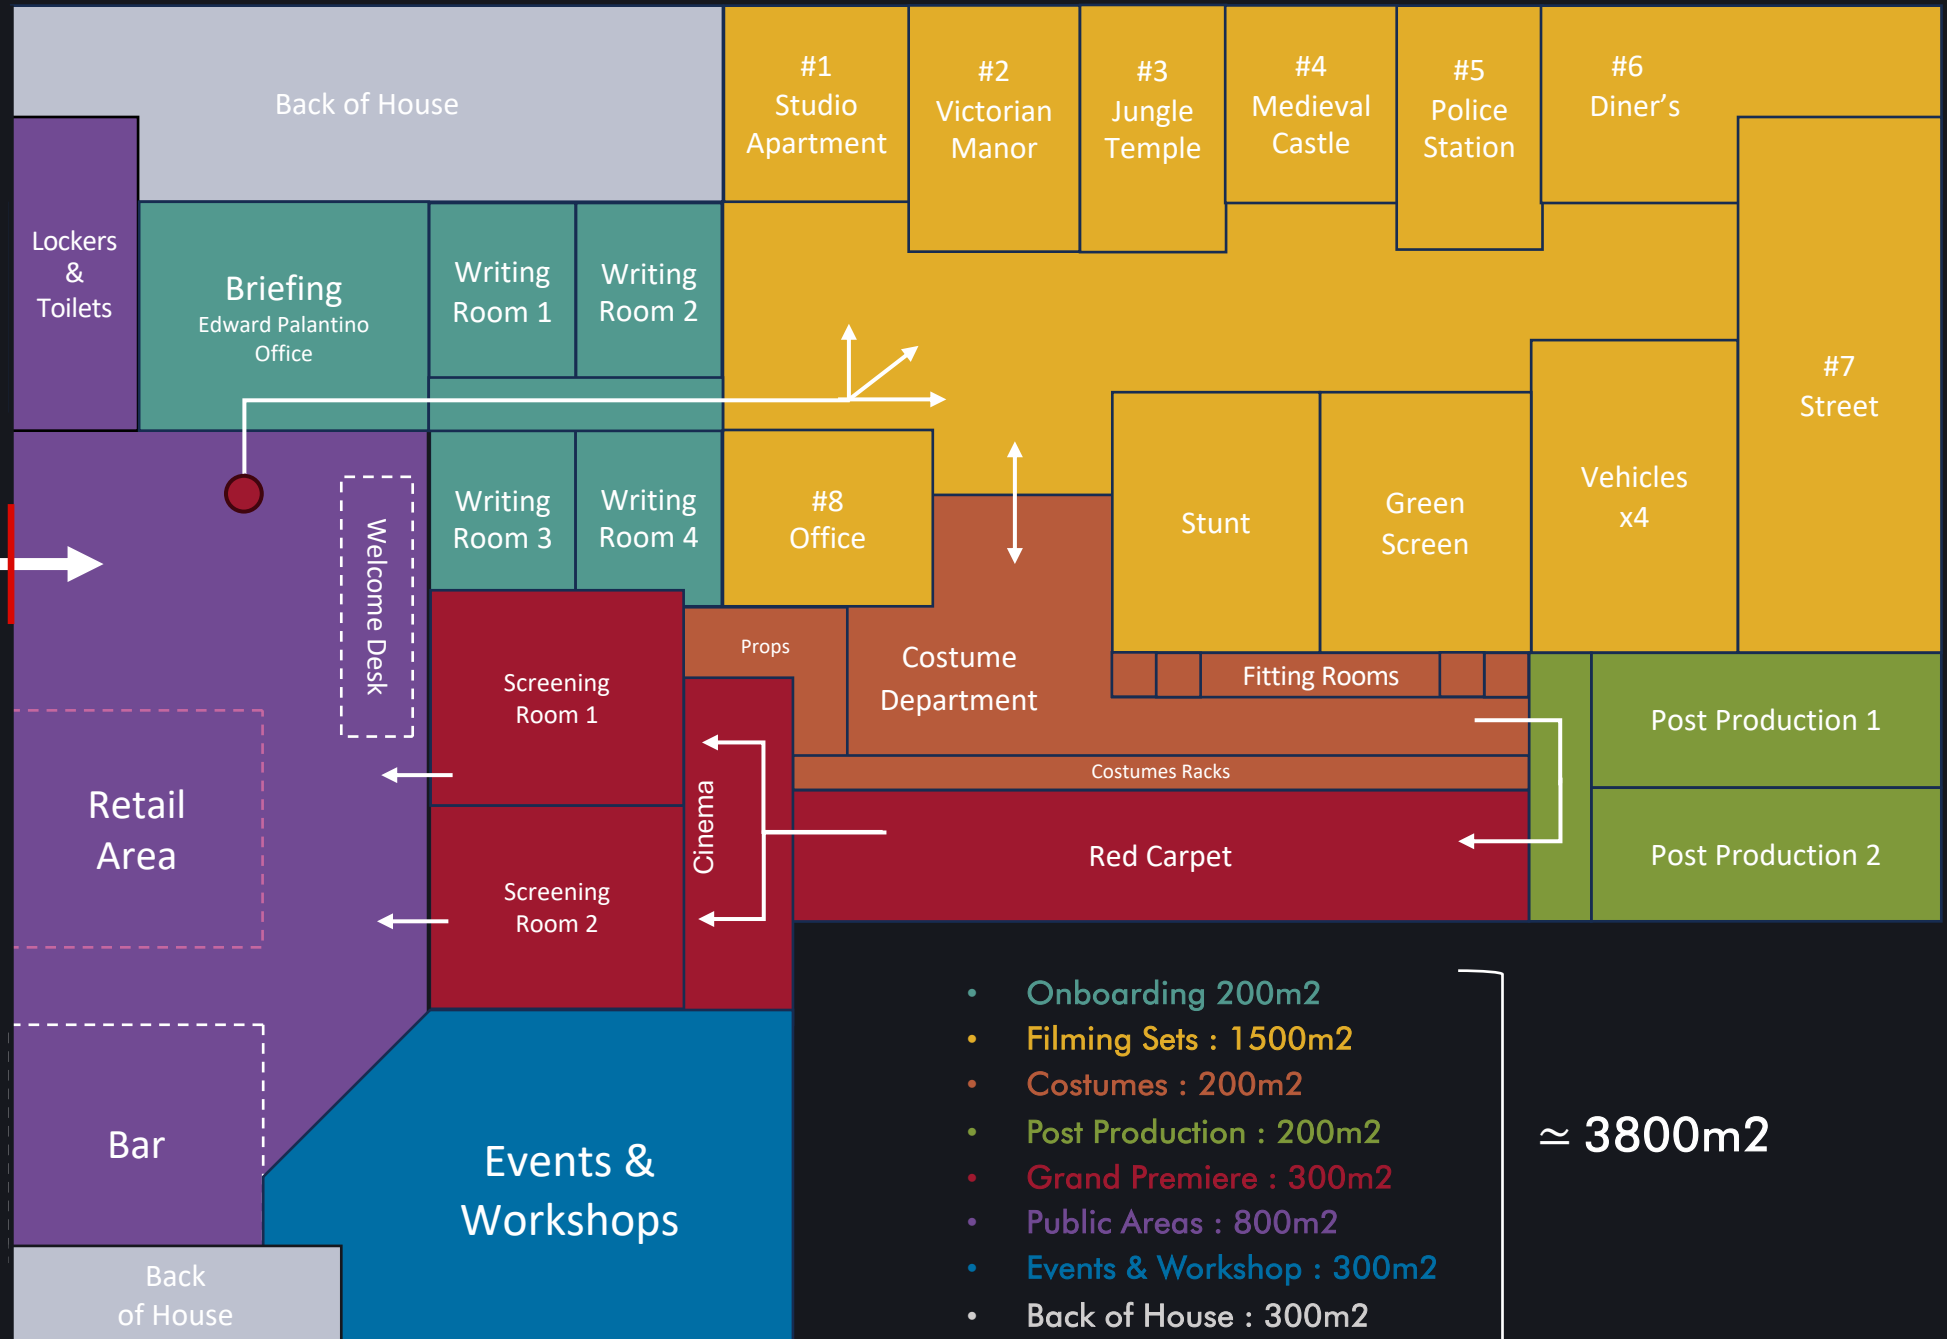 Back of House
#1
Studio
Apartment
#2
Victorian
Manor
#3
Jungle
Temple
#4
Medieval
Castle
#5
Police
Station
#6
Diner’s
Lockers
&
Toilets
Briefing
Edward Palantino
Office
Writing
Room 1
Writing
Room 2
#7
Street
Writing
Room 3
Writing
Room 4
#8
Office
Stunt
Green
Screen
Vehicles
x4
Welcome Desk
Props
Costume
Department
Fitting Rooms
Screening
Room 1
Post Production 1
Costumes Racks
Retail
Area
Cinema
Red Carpet
Post Production 2
Screening
Room 2
Bar
Events &
Workshops
Back
of House
• Onboarding 200m2
• Filming Sets : 1500m2
• Costumes : 200m2
• Post Production : 200m2
• Grand Premiere : 300m2
• Public Areas : 800m2
• Events & Workshop : 300m2
• Back of House : 300m2
≃ 3800m2